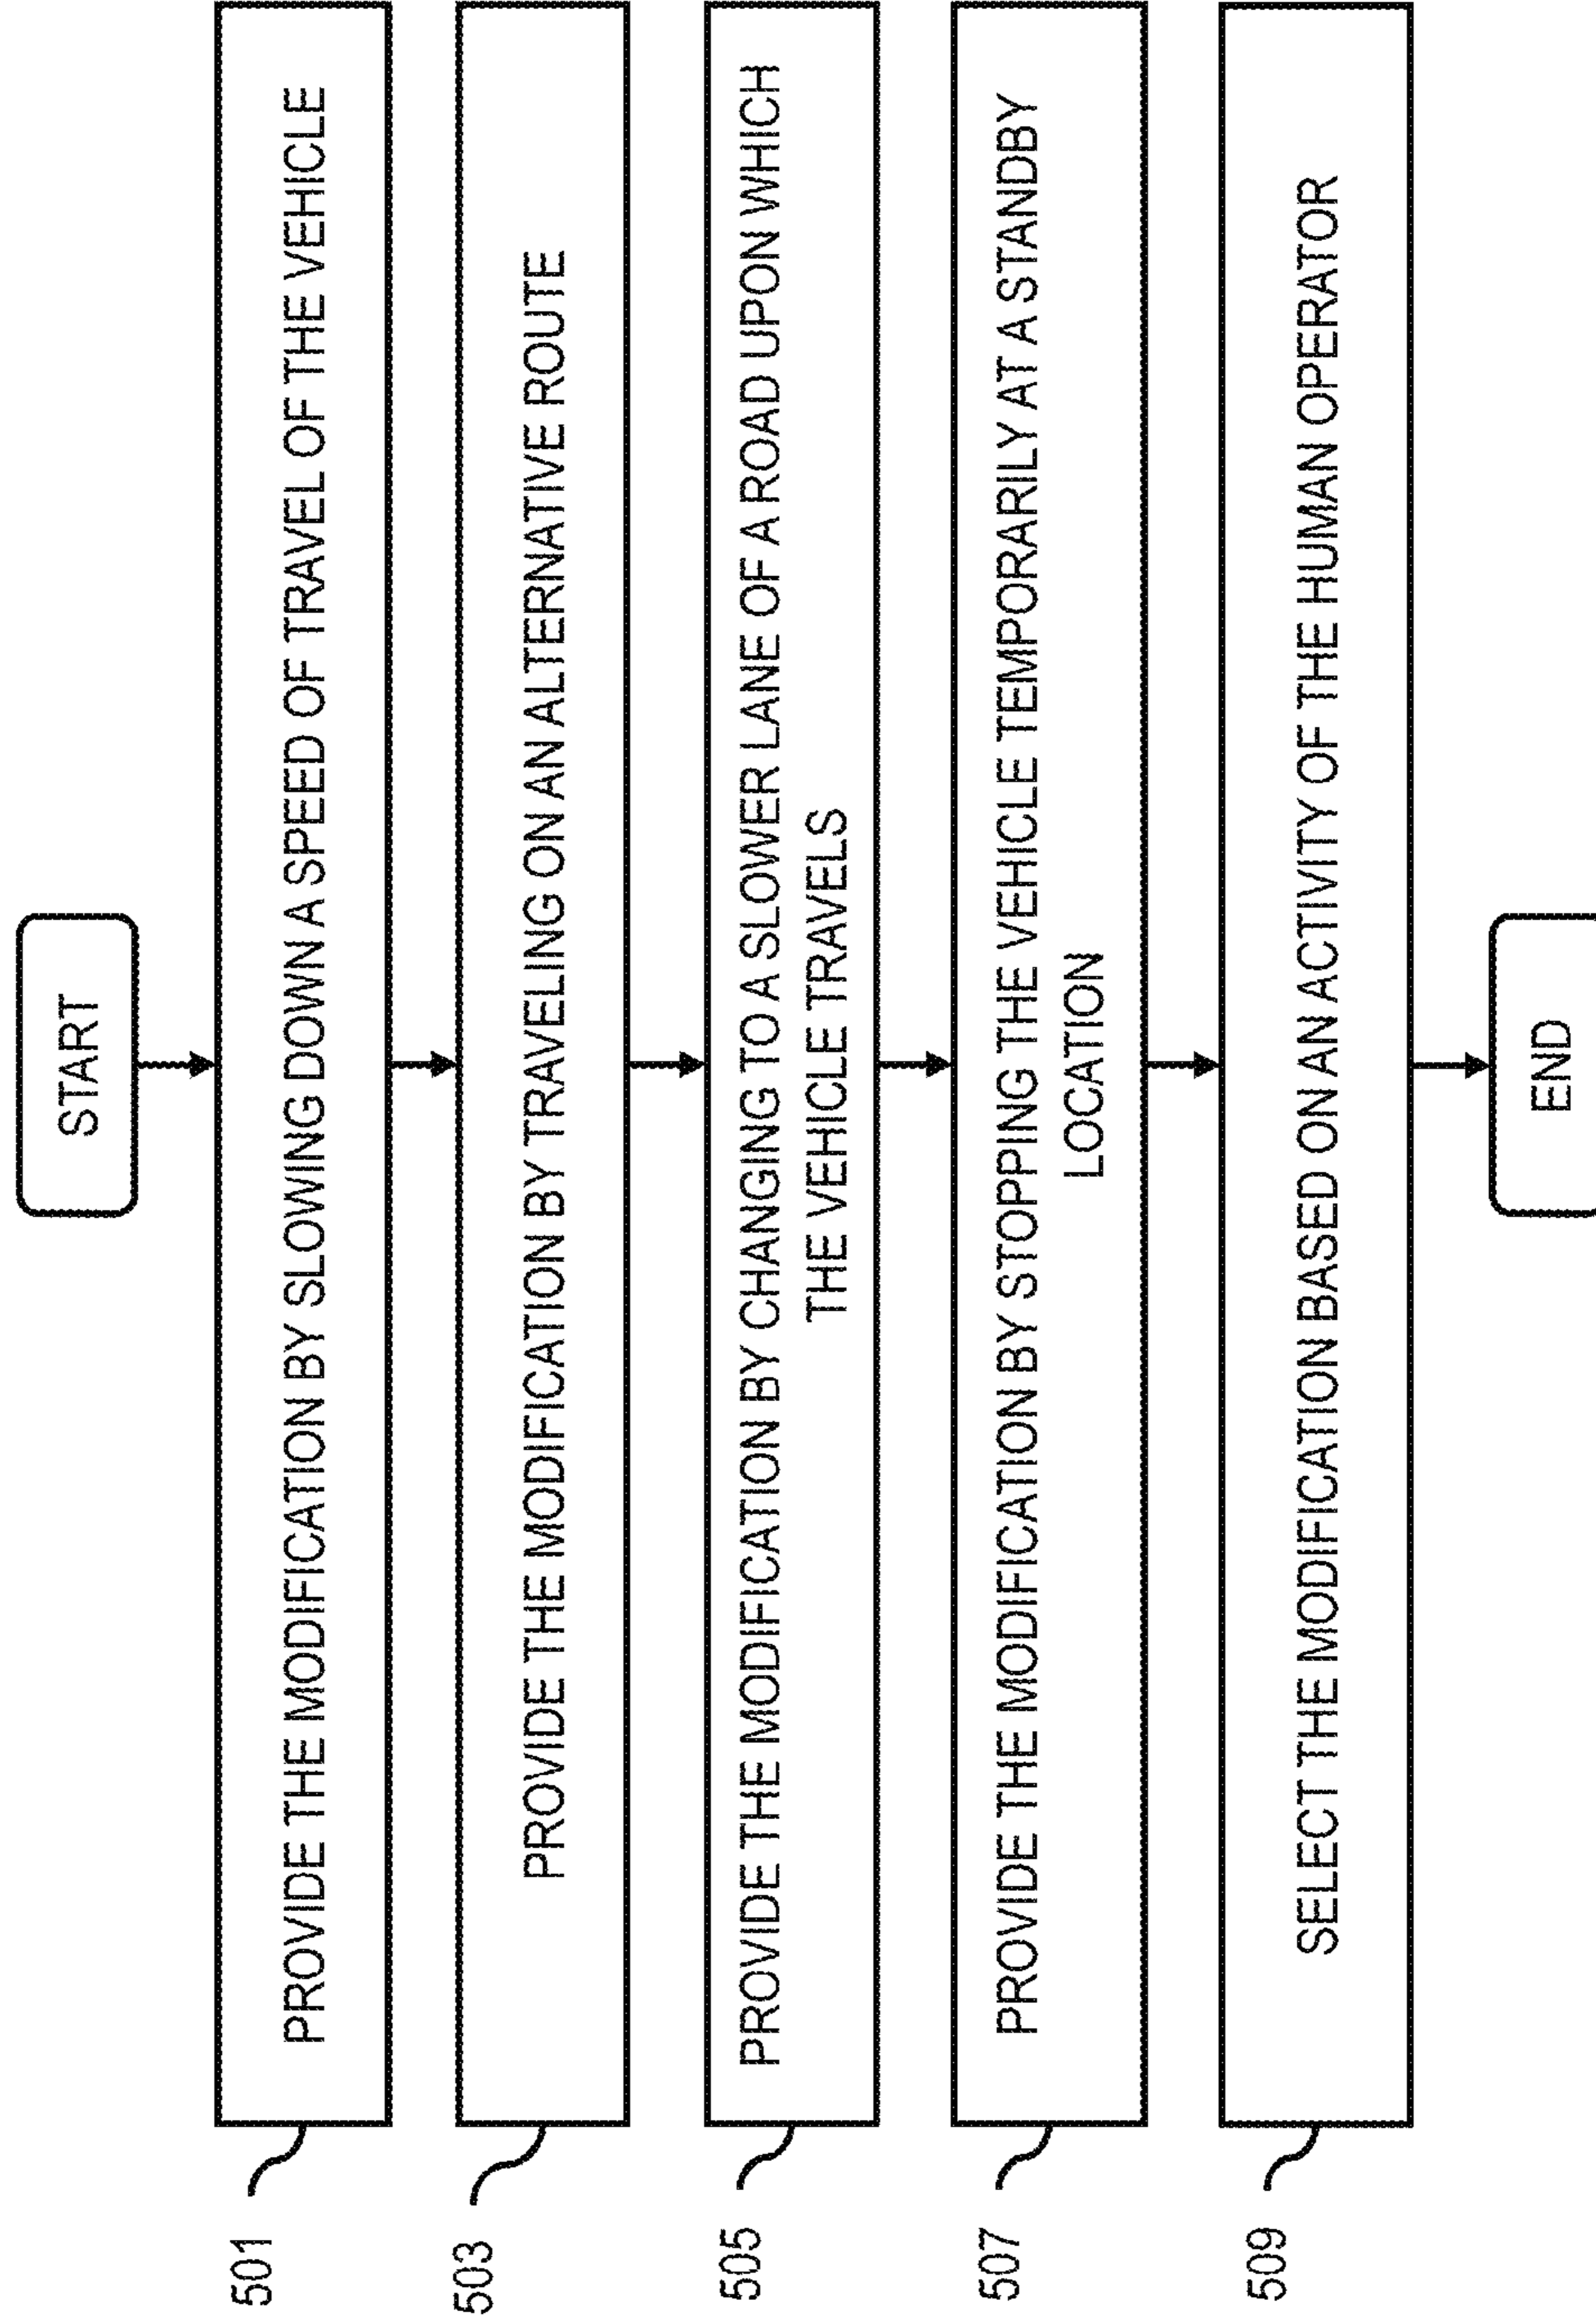 START
501
PROVIDE THE MODIFICATION BY SLOWING DOWN A SPEED OF TRAVEL OF THE VEHICLE
503
PROVIDE THE MODIFICATION BY TRAVELING ON AN ALTERNATIVE ROUTE
505
PROVIDE THE MODIFICATION BY CHANGING TO A SLOWER LANE OF A ROAD UPON WHICH
THE VEHICLE TRAVELS
507
PROVIDE THE MODIFICATION BY STOPPING THE VEHICLE TEMPORARILY AT A STANDBY
LOCATION
509
SELECT THE MODIFICATION BASED ON AN ACTIVITY OF THE HUMAN OPERATOR
END